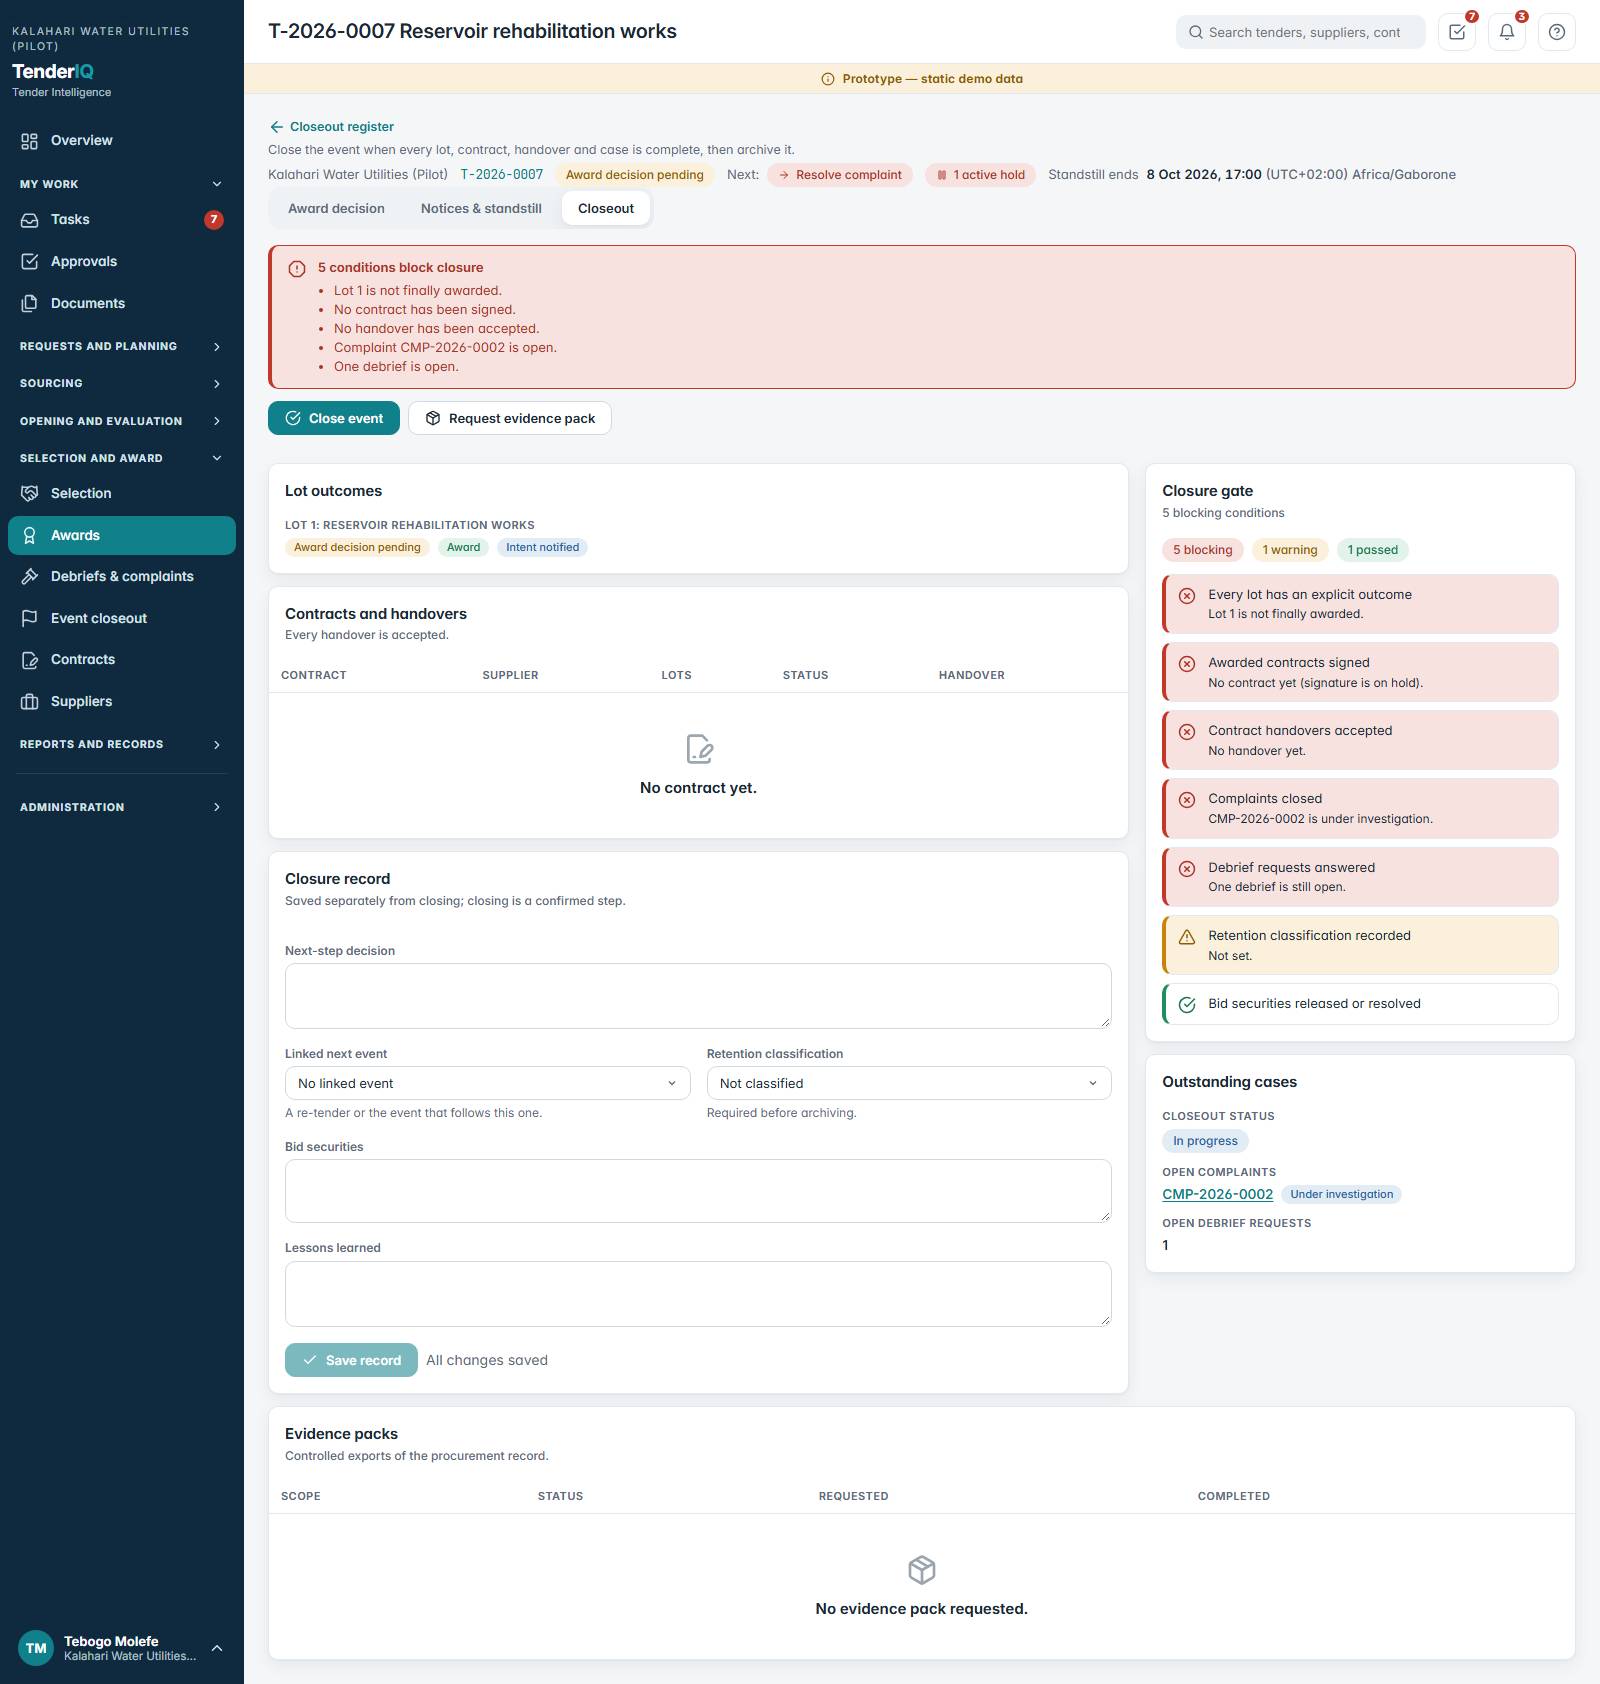 KALAHARI WATER UTILITIES
(PILOT)
TenderIQ
Tender Intelligence
Overview
MY WORK
Tasks
7
Approvals
Documents
REQUESTS AND PLANNING
SOURCING
OPENING AND EVALUATION
SELECTION AND AWARD
Selection
Awards
Debriefs & complaints
Event closeout
Contracts
Suppliers
REPORTS AND RECORDS
ADMINISTRATION
TM
Tebogo Molefe
Kalahari Water Utilities...
T-2026-0007 Reservoir rehabilitation works
Search tenders, suppliers, cont
7
3
Prototype — static demo data
Closeout register
Close the event when every lot, contract, handover and case is complete, then archive it.
Kalahari Water Utilities (Pilot) T-2026-0007 Award decision pending Next: Resolve complaint 1 active hold Standstill ends 8 Oct 2026, 17:00 (UTC+02:00) Africa/Gaborone
Award decision Notices & standstill Closeout
5 conditions block closure
• Lot 1 is not finally awarded.
• No contract has been signed.
• No handover has been accepted.
• Complaint CMP-2026-0002 is open.
• One debrief is open.
Close event Request evidence pack
Lot outcomes
LOT 1: RESERVOIR REHABILITATION WORKS
Award decision pending Award Intent notified
Contracts and handovers
Every handover is accepted.
CONTRACT SUPPLIER LOTS STATUS HANDOVER
No contract yet.
Closure record
Saved separately from closing; closing is a confirmed step.
Next-step decision
Linked next event Retention classification
No linked event Not classified
A re-tender or the event that follows this one. Required before archiving.
Bid securities
Lessons learned
Save record All changes saved
Closure gate
5 blocking conditions
5 blocking 1 warning 1 passed
Every lot has an explicit outcome
Lot 1 is not finally awarded.
Awarded contracts signed
No contract yet (signature is on hold).
Contract handovers accepted
No handover yet.
Complaints closed
CMP-2026-0002 is under investigation.
Debrief requests answered
One debrief is still open.
Retention classification recorded
Not set.
Bid securities released or resolved
Outstanding cases
CLOSEOUT STATUS
In progress
OPEN COMPLAINTS
CMP-2026-0002 Under investigation
OPEN DEBRIEF REQUESTS
1
Evidence packs
Controlled exports of the procurement record.
SCOPE STATUS REQUESTED COMPLETED
No evidence pack requested.